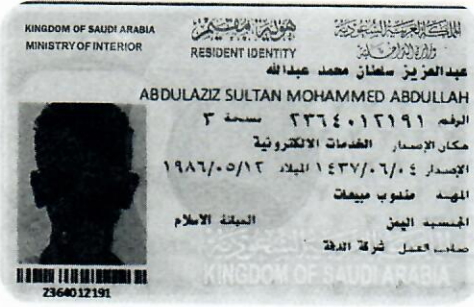 KINGDOM OF SAUDI ARABIA
MINISTRY OF INTERIOR
هوية مقيم
RESIDENT IDENTITY
المملكة العربية السعودية
وزارة الداخلية
عبدالعزيز سلطان محمد عبدالله
ABDULAZIZ SULTAN MOHAMMED ABDULLAH
الرقم ٢٣٦٤٠١٢١٩١ نسخة ٣
مكان الإصدار الخدمات الالكترونية
الإصدار ١٤٣٧/٠٦/٠٤ الميلاد ١٩٨٦/٠٥/١٢
المهنة مندوب مبيعات
الجنسية اليمن الديانة الاسلام
صاحب العمل شركة الدقة
KINGDOM OF SAUDI ARABIA
2364012191